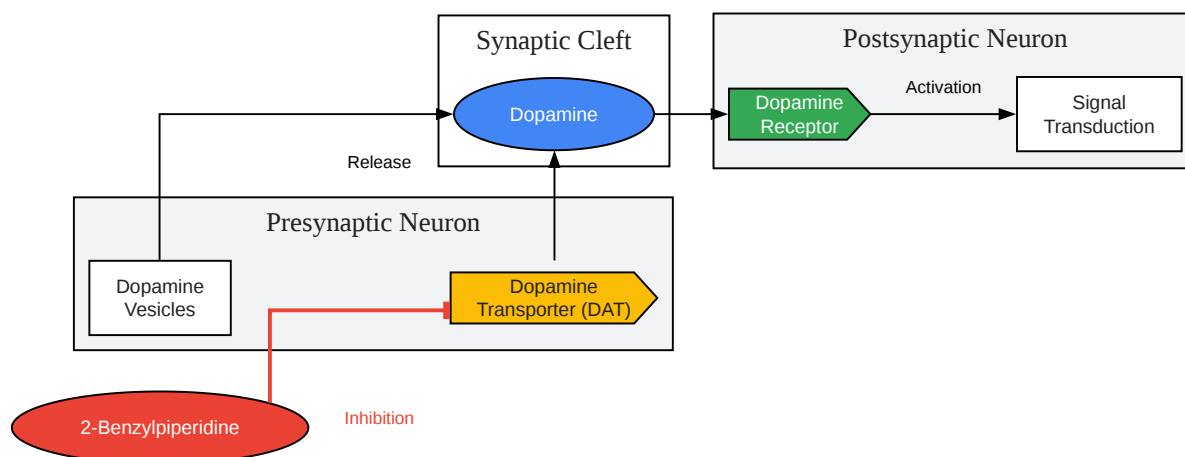 Synaptic Cleft
Dopamine
Postsynaptic Neuron
Dopamine
Receptor
Activation
Signal
Transduction
Release
Presynaptic Neuron
Dopamine
Vesicles
Dopamine
Transporter (DAT)
2-Benzylpiperidine
Inhibition